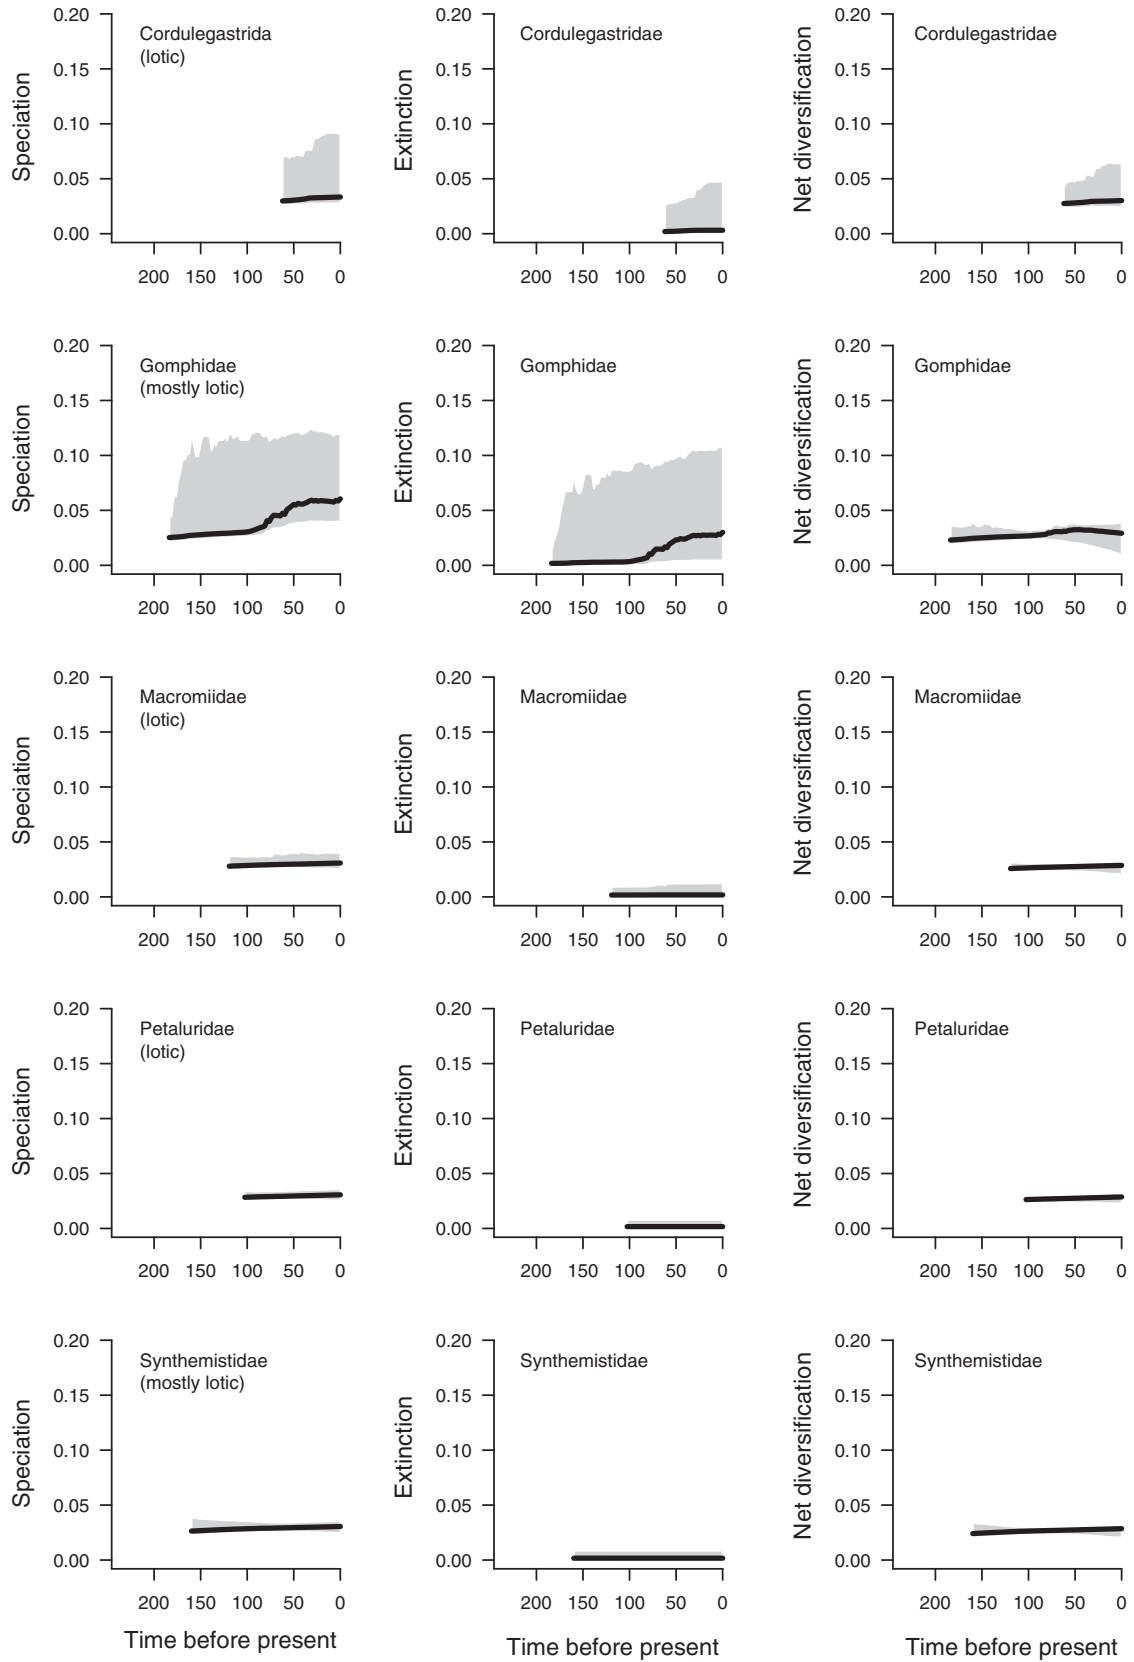 Speciation
0.20
0.15
0.10
0.05
0.00
Cordulegastrida
(lotic)
200 150 100 50 0
Extinction
0.20
0.15
0.10
0.05
0.00
Cordulegastridae
200 150 100 50 0
Net diversification
0.20
0.15
0.10
0.05
0.00
Cordulegastridae
200 150 100 50 0
Speciation
0.20
0.15
0.10
0.05
0.00
Gomphidae
(mostly lotic)
200 150 100 50 0
Extinction
0.20
0.15
0.10
0.05
0.00
Gomphidae
200 150 100 50 0
Net diversification
0.20
0.15
0.10
0.05
0.00
Gomphidae
200 150 100 50 0
Speciation
0.20
0.15
0.10
0.05
0.00
Macromiidae
(lotic)
200 150 100 50 0
Extinction
0.20
0.15
0.10
0.05
0.00
Macromiidae
200 150 100 50 0
Net diversification
0.20
0.15
0.10
0.05
0.00
Macromiidae
200 150 100 50 0
Speciation
0.20
0.15
0.10
0.05
0.00
Petaluridae
(lotic)
200 150 100 50 0
Extinction
0.20
0.15
0.10
0.05
0.00
Petaluridae
200 150 100 50 0
Net diversification
0.20
0.15
0.10
0.05
0.00
Petaluridae
200 150 100 50 0
Speciation
0.20
0.15
0.10
0.05
0.00
Synthemistidae
(mostly lotic)
200 150 100 50 0
Time before present
Extinction
0.20
0.15
0.10
0.05
0.00
Synthemistidae
200 150 100 50 0
Time before present
Net diversification
0.20
0.15
0.10
0.05
0.00
Synthemistidae
200 150 100 50 0
Time before present